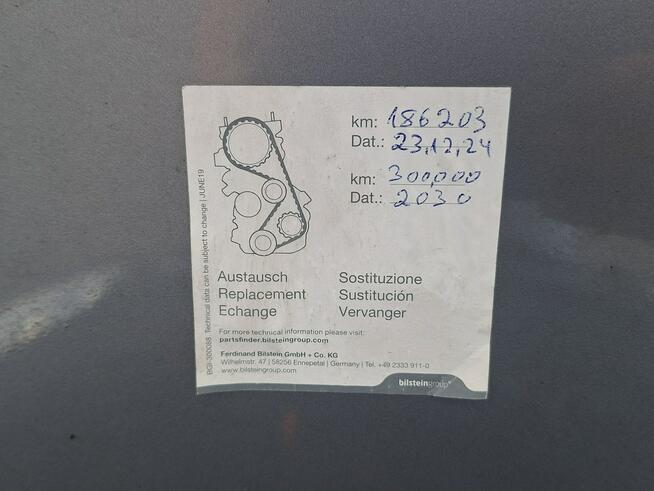 km: 186203
Dat.: 23,12,24
km: 300,000
Dat.: 2030
Austausch Sostituzione
Replacement Sustitución
Echange Vervanger
For more technical information please visit:
partsfinder.bilsteingroup.com
Ferdinand Bilstein GmbH + Co. KG
Wilhelmstr. 47 | 58256 Ennepetal | Germany | Tel. +49 2333 911-0
www.bilsteingroup.com
bilsteingroup®
Technical data can be subject to change | JUNE19